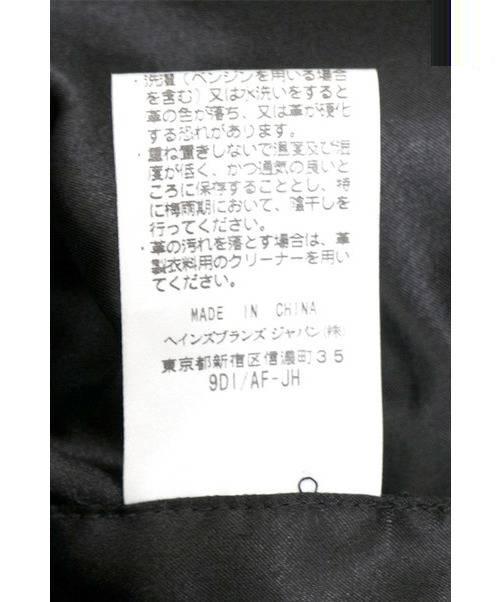 ・洗濯（ベンジンを用いる場合
を含む）又は水洗いをすると
革の色が落ち、又は革が硬化
する恐れがあります。
・重ね置きしないで温度及び湿
度が低く、かつ通気の良いと
ころに保存することとし、特
に梅雨期において、陰干しを
行ってください。
・革の汚れを落とす場合は、革
製衣料用のクリーナーを用い
てください。
MADE IN CHINA
ヘインズブランズ ジャパン(株)
東京都新宿区信濃町３５
9DI/AF-JH